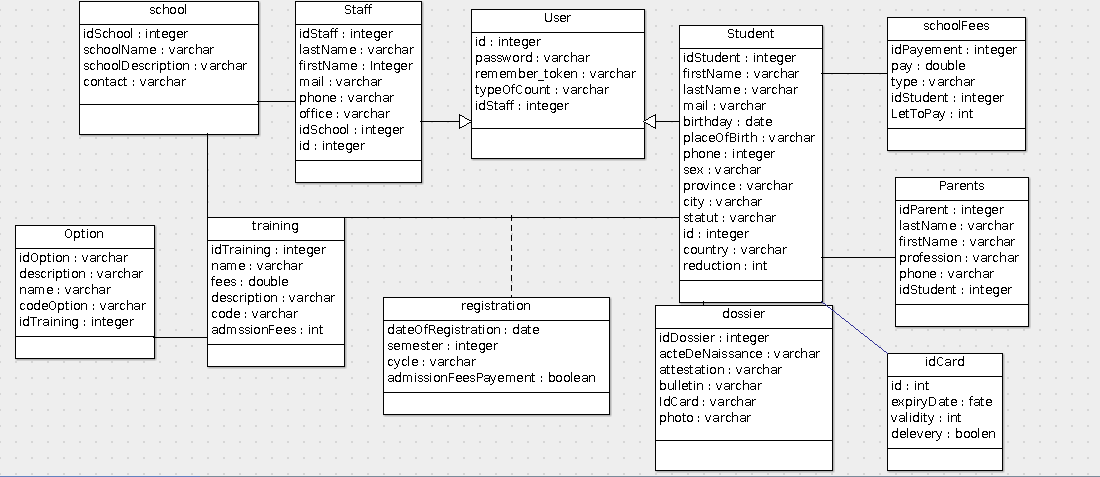 school
idSchool : integer
schoolName : varchar
schoolDescription : varchar
contact : varchar
Staff
idStaff : integer
lastName : varchar
firstName : Integer
mail : varchar
phone : varchar
office : varchar
idSchool : integer
id : integer
User
id : integer
password : varchar
remember_token : varchar
typeOfCount : varchar
idStaff : integer
Student
idStudent : integer
firstName : varchar
lastName : varchar
mail : varchar
birthday : date
placeOfBirth : varchar
phone : integer
sex : varchar
province : varchar
city : varchar
statut : varchar
id : integer
country : varchar
reduction : int
schoolFees
idPayement : integer
pay : double
type : varchar
idStudent : integer
LetToPay : int
Parents
idParent : integer
lastName : varchar
firstName : varchar
profession : varchar
phone : varchar
idStudent : integer
Option
idOption : varchar
description : varchar
name : varchar
codeOption : varchar
idTraining : integer
training
idTraining : integer
name : varchar
fees : double
description : varchar
code : varchar
admssionFees : int
registration
dateOfRegistration : date
semester : integer
cycle : varchar
admissionFeesPayement : boolean
dossier
idDossier : integer
acteDeNaissance : varchar
attestation : varchar
bulletin : varchar
IdCard : varchar
photo : varchar
idCard
id : int
expiryDate : fate
validity : int
delevery : boolen